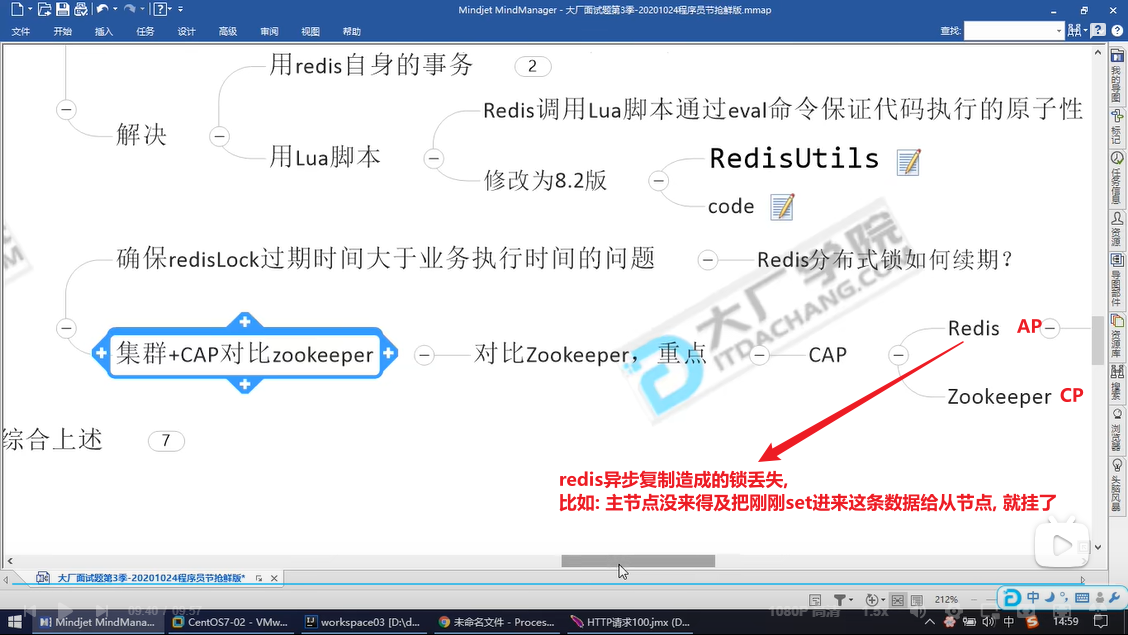 Mindjet MindManager - 大厂面试题第3季-20201024程序员节抢鲜版.mmap
文件 开始 插入 任务 设计 高级 审阅 视图 帮助 查找:
用redis自身的事务 2
Redis调用Lua脚本通过eval命令保证代码执行的原子性
解决
用Lua脚本
RedisUtils
修改为8.2版
code
确保redisLock过期时间大于业务执行时间的问题
Redis分布式锁如何续期?
Redis AP
集群+CAP对比zookeeper
对比Zookeeper，重点
CAP
Zookeeper CP
综合上述 7
redis异步复制造成的锁丢失,
比如: 主节点没来得及把刚刚set进来这条数据给从节点, 就挂了
大厂学院
ITDACHANG.COM
我的导图
标记
任务信息
资源
导图部件
资源库
搜索
浏览器
头脑风暴
大厂面试题第3季-20201024程序员节抢鲜版*
212%
中
09:40 / 09:57
1080P 高清 1.5x
Mindjet MindMana...
CentOS7-02 - VMw...
workspace03 [D:\d...
未命名文件 - Proces...
HTTP请求100.jmx (D...
中
14:59